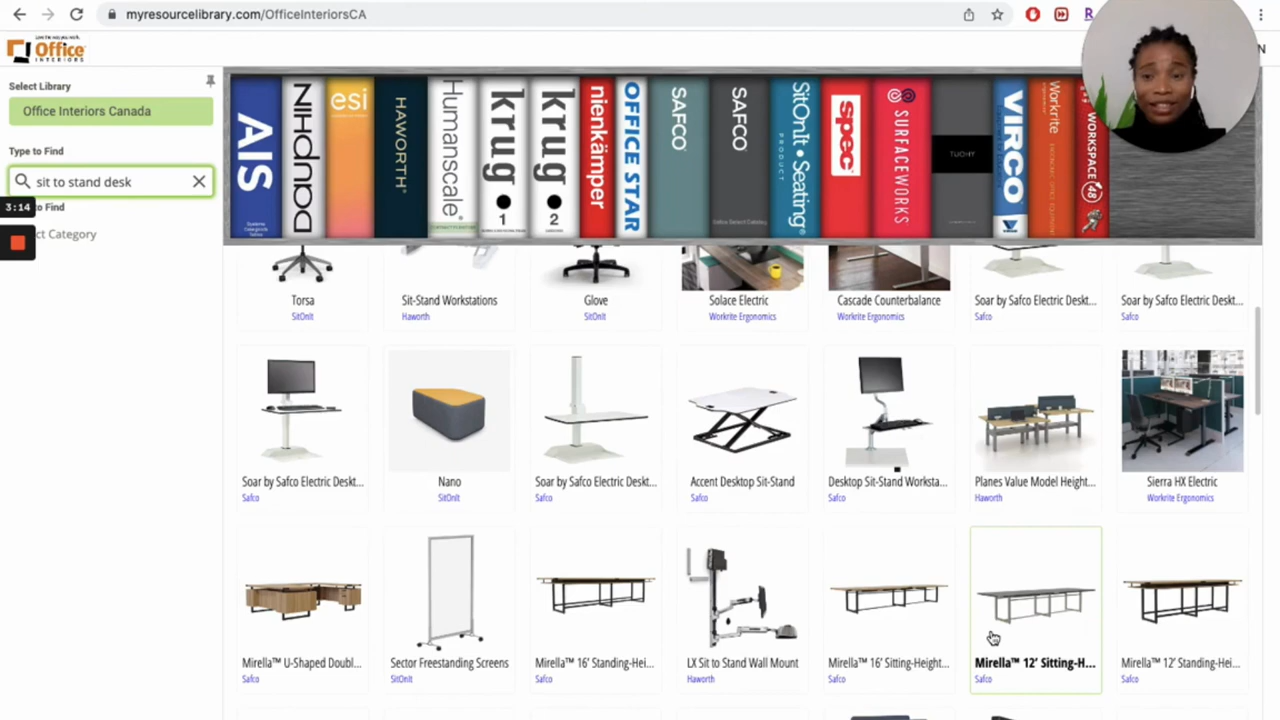 myresourcelibrary.com/OfficeInteriorsCA
Office
INTERIORS
Select Library
Office Interiors Canada
Type to Find
sit to stand desk
3:14
to Find
ct Category
AIS
DAUPHIN
esi
HAWORTH®
Humanscale®
krug
1
krug
2
nienkämper
OFFICE STAR
SAFCO
SAFCO
Safco Select Catalog
SitOnIt • Seating®
PRODUCT
spec
SURFACEWORKS
TUOHY
VIRCO
Workrite
WORKSPACE
48
Torsa
SitOnIt
Sit-Stand Workstations
Haworth
Glove
SitOnIt
Solace Electric
Workrite Ergonomics
Cascade Counterbalance
Workrite Ergonomics
Soar by Safco Electric Deskt...
Safco
Soar by Safco Electric Deskt...
Safco
Soar by Safco Electric Deskt...
Safco
Nano
SitOnIt
Soar by Safco Electric Deskt...
Safco
Accent Desktop Sit-Stand
Safco
Desktop Sit-Stand Worksta...
Safco
Planes Value Model Height...
Haworth
Sierra HX Electric
Workrite Ergonomics
Mirella™ U-Shaped Doubl...
Safco
Sector Freestanding Screens
SitOnIt
Mirella™ 16' Standing-Hei...
Safco
LX Sit to Stand Wall Mount
Haworth
Mirella™ 16' Sitting-Height...
Safco
Mirella™ 12' Sitting-H...
Safco
Mirella™ 12' Standing-Hei...
Safco